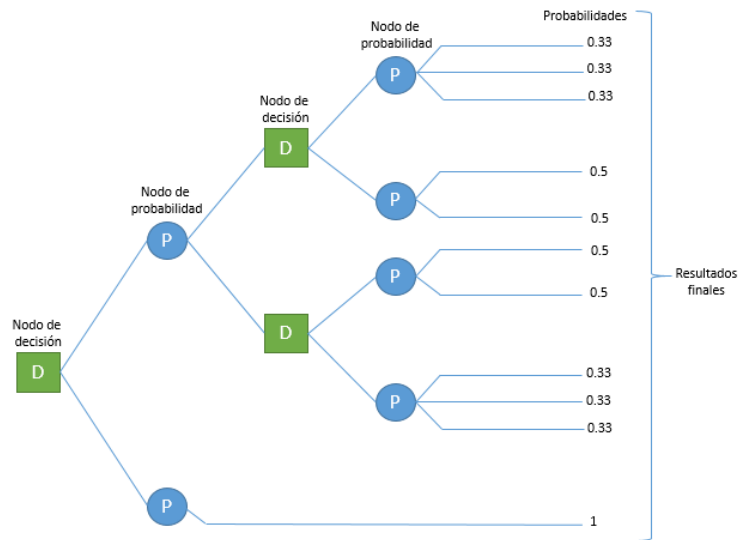 Probabilidades
Nodo de
probabilidad
0.33
P
0.33
0.33
Nodo de
decisión
D
0.5
Nodo de
probabilidad
P
0.5
P
0.5
P
0.5
Resultados
finales
Nodo de
decisión
D
D
0.33
P
0.33
0.33
P
1